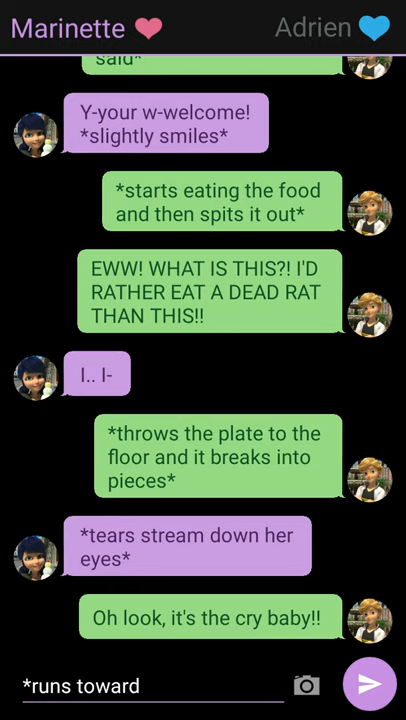 Marinette
Adrien
said*
Y-your w-welcome!
*slightly smiles*
*starts eating the food
and then spits it out*
EWW! WHAT IS THIS?! I'D
RATHER EAT A DEAD RAT
THAN THIS!!
I.. I-
*throws the plate to the
floor and it breaks into
pieces*
*tears stream down her
eyes*
Oh look, it's the cry baby!!
*runs toward